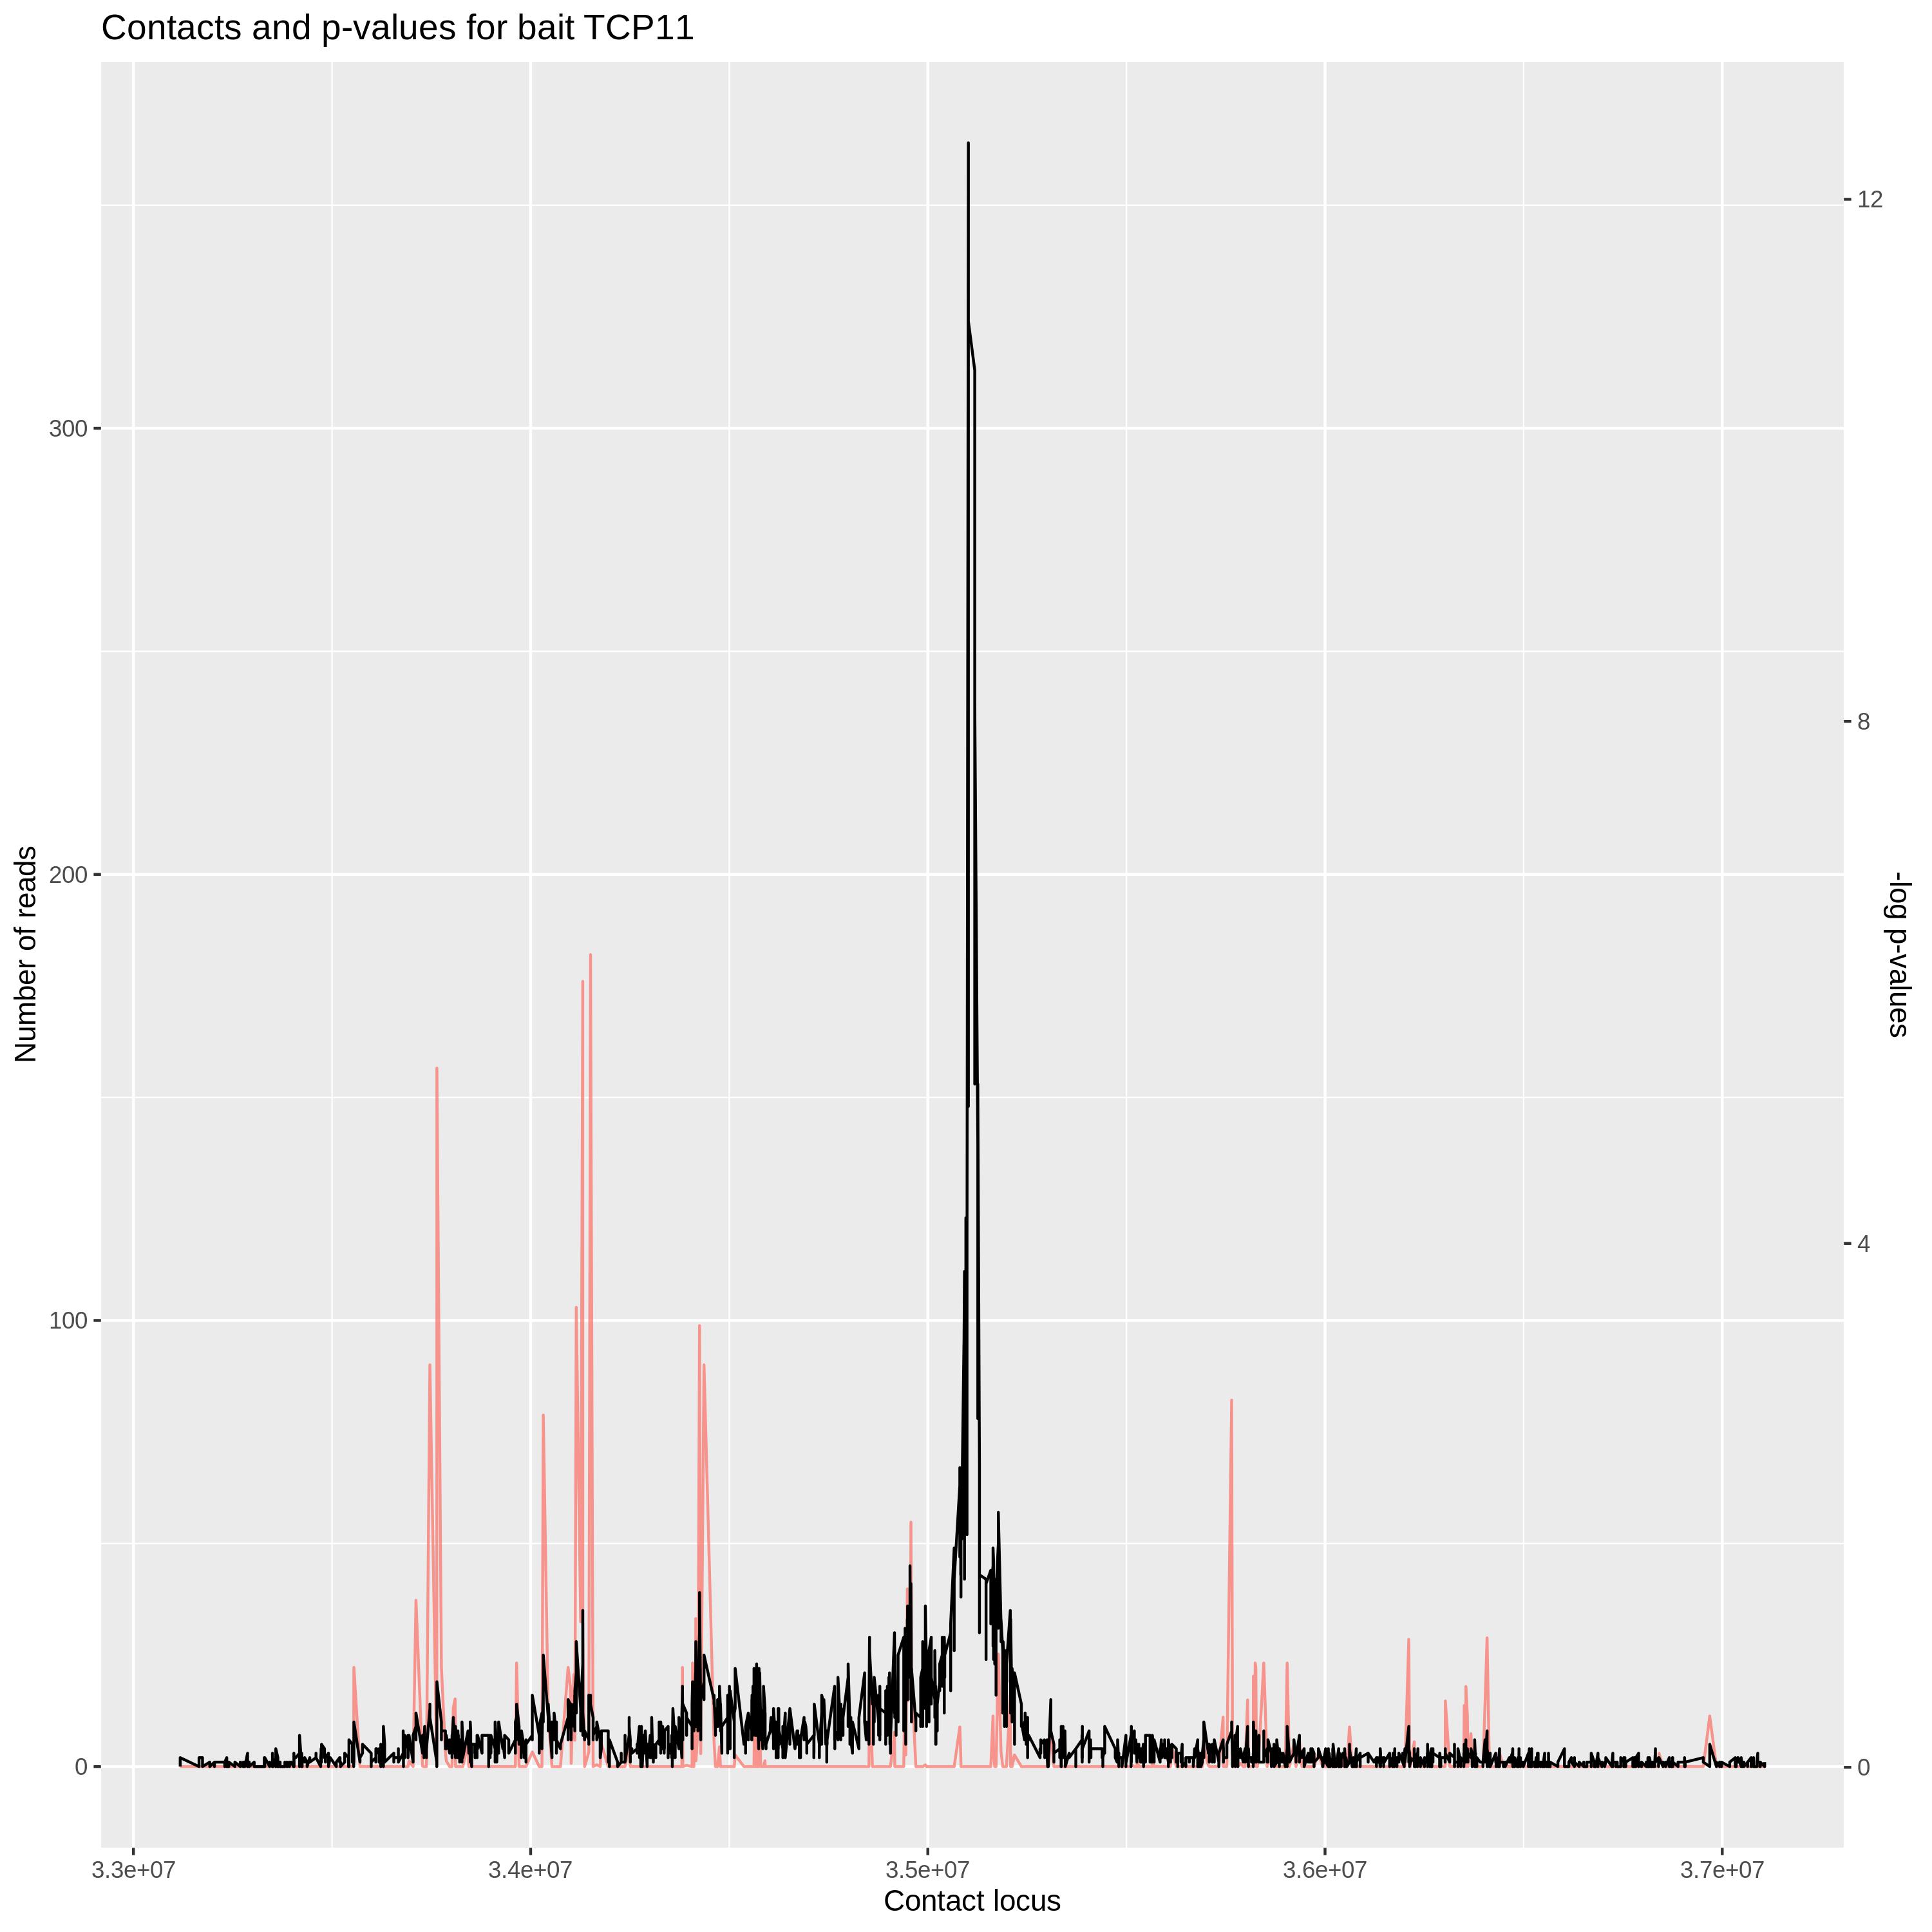 Contacts and p-values for bait TCP11
12
300
8
200
Number of reads
-log p-values
4
100
0
0
3.3e+07
3.4e+07
3.5e+07
3.6e+07
3.7e+07
Contact locus